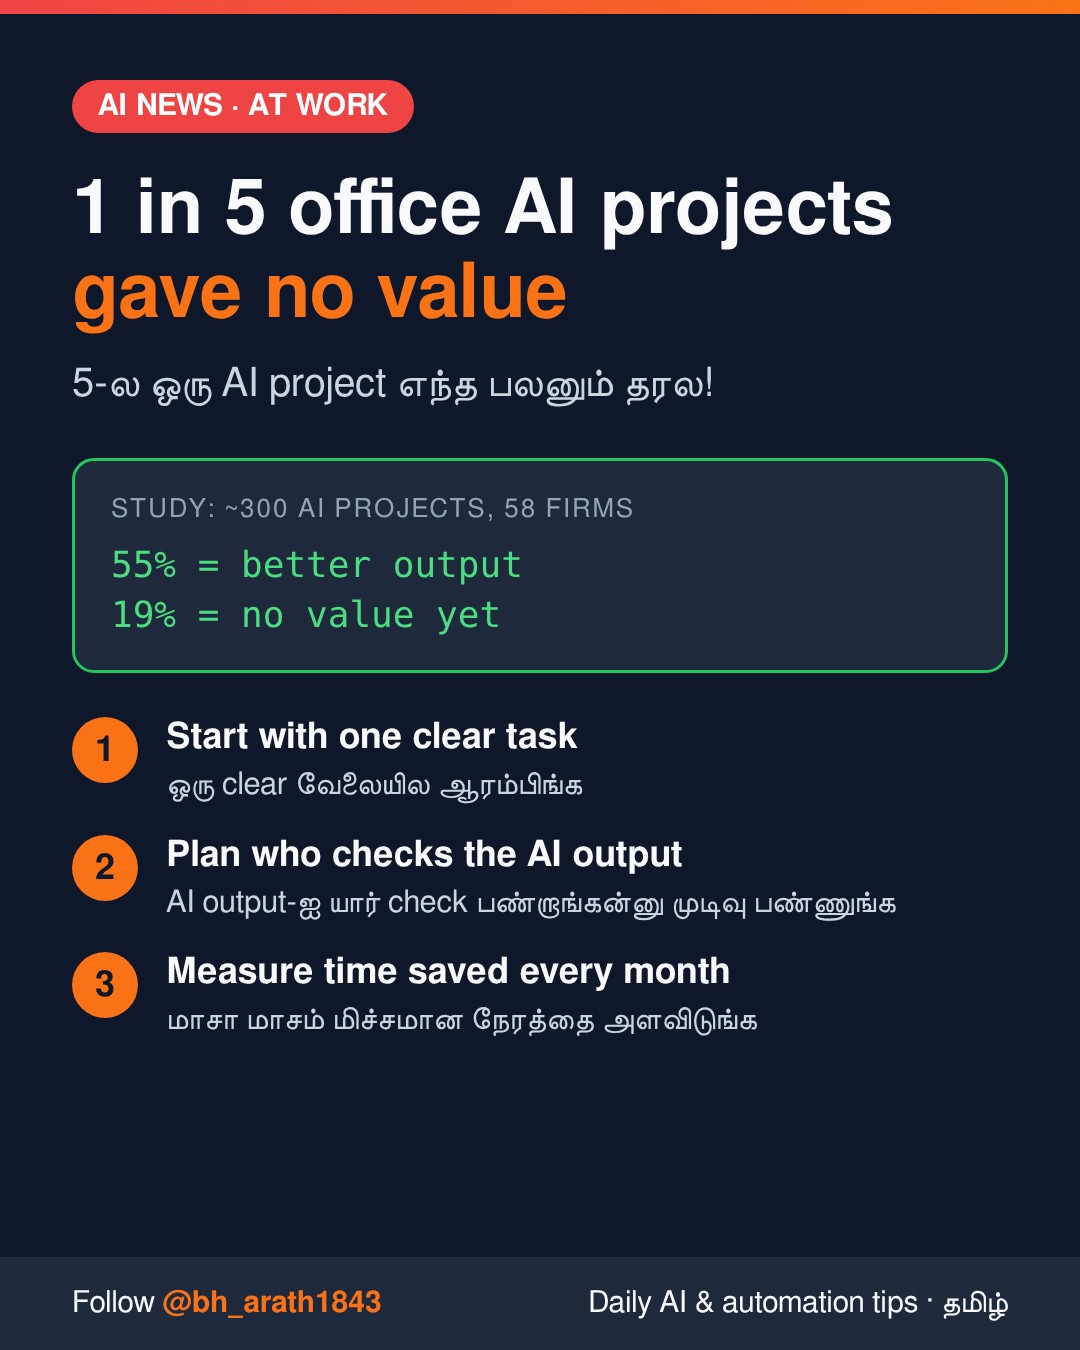 AI NEWS · AT WORK
1 in 5 office AI projects
gave no value
5-ல ஒரு AI project எந்த பலனும் தரல!
STUDY: ~300 AI PROJECTS, 58 FIRMS
55% = better output
19% = no value yet
1
Start with one clear task
ஒரு clear வேலையில ஆரம்பிங்க
2
Plan who checks the AI output
AI output-ஐ யார் check பண்றாங்கன்னு முடிவு பண்ணுங்க
3
Measure time saved every month
மாசா மாசம் மிச்சமான நேரத்தை அளவிடுங்க
Follow @bh_arath1843
Daily AI & automation tips · தமிழ்